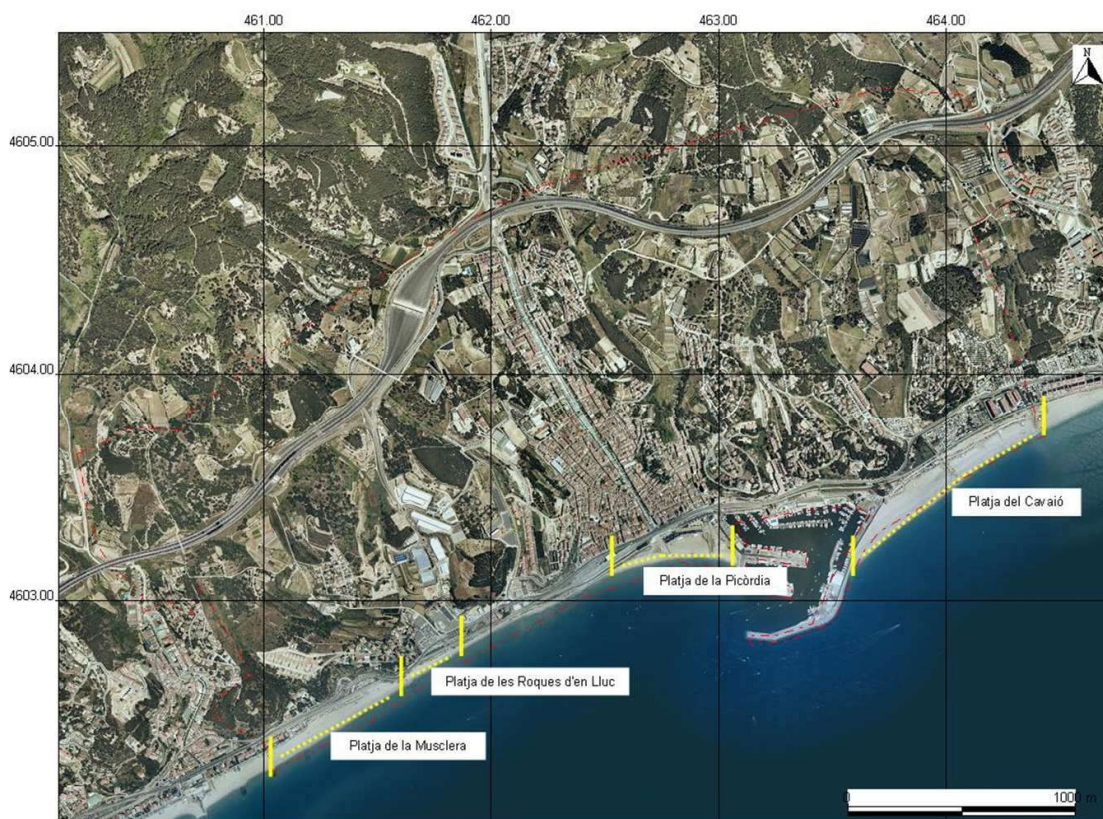 461.00 462.00 463.00 464.00
N
4605.00
4604.00
Platja del Cavaió
4603.00
Platja de la Picòrdia
Platja de les Roques d'en Lluc
Platja de la Musclera
0 1000 m